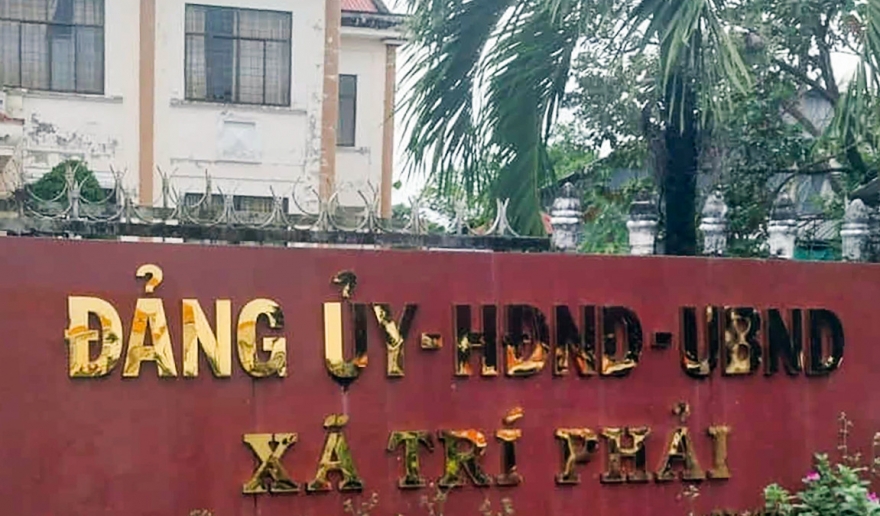 ĐẢNG ỦY-HĐND-UBND
XÃ TRÍ PHẢI